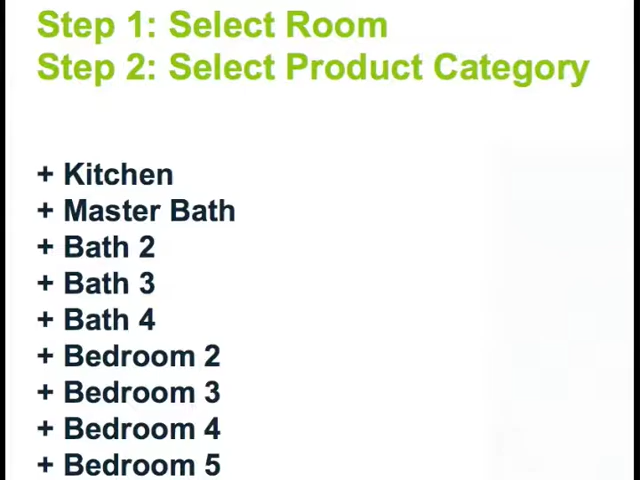 Step 1: Select Room
Step 2: Select Product Category
+ Kitchen
+ Master Bath
+ Bath 2
+ Bath 3
+ Bath 4
+ Bedroom 2
+ Bedroom 3
+ Bedroom 4
+ Bedroom 5